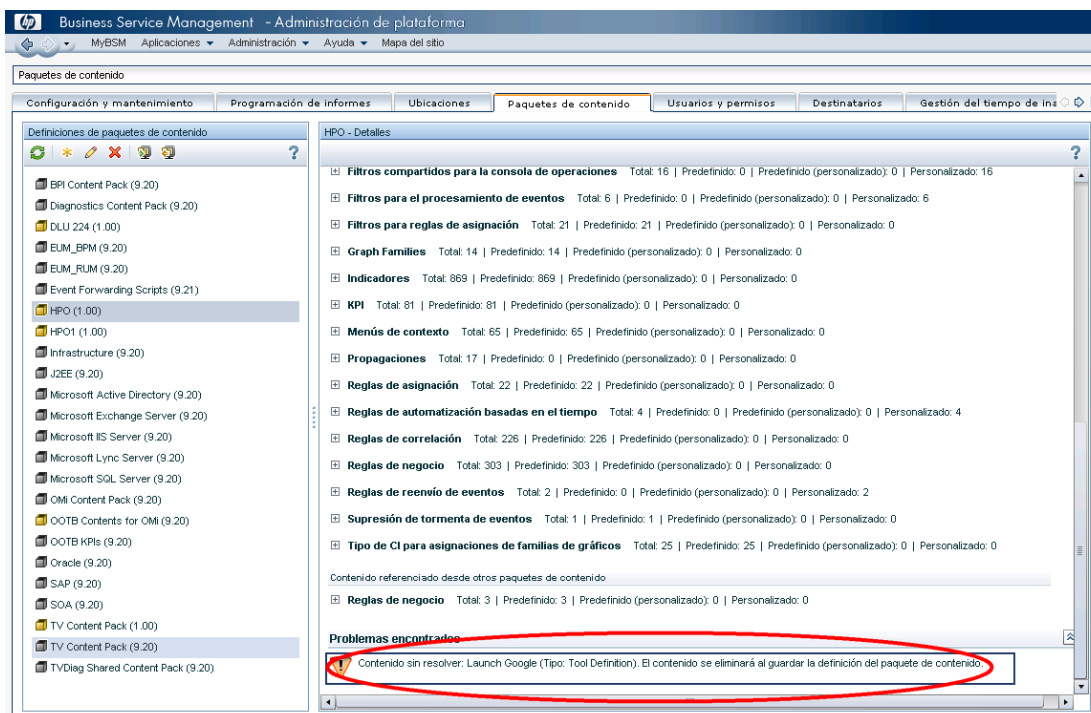 hp Business Service Management - Administración de plataforma
MyBSM Aplicaciones Administración Ayuda Mapa del sitio
Paquetes de contenido
Configuración y mantenimiento Programación de informes Ubicaciones Paquetes de contenido Usuarios y permisos Destinatarios Gestión del tiempo de ina
Definiciones de paquetes de contenido
?
BPI Content Pack (9.20)
Diagnostics Content Pack (9.20)
DLU 224 (1.00)
EUM_BPM (9.20)
EUM_RUM (9.20)
Event Forwarding Scripts (9.21)
HPO (1.00)
HPO1 (1.00)
Infrastructure (9.20)
J2EE (9.20)
Microsoft Active Directory (9.20)
Microsoft Exchange Server (9.20)
Microsoft IIS Server (9.20)
Microsoft Lync Server (9.20)
Microsoft SQL Server (9.20)
OMi Content Pack (9.20)
OOTB Contents for OMi (9.20)
OOTB KPIs (9.20)
Oracle (9.20)
SAP (9.20)
SOA (9.20)
TV Content Pack (1.00)
TV Content Pack (9.20)
TVDiag Shared Content Pack (9.20)
HPO - Detalles
?
Filtros compartidos para la consola de operaciones Total: 16 | Predefinido: 0 | Predefinido (personalizado): 0 | Personalizado: 16
Filtros para el procesamiento de eventos Total: 6 | Predefinido: 0 | Predefinido (personalizado): 0 | Personalizado: 6
Filtros para reglas de asignación Total: 21 | Predefinido: 21 | Predefinido (personalizado): 0 | Personalizado: 0
Graph Families Total: 14 | Predefinido: 14 | Predefinido (personalizado): 0 | Personalizado: 0
Indicadores Total: 869 | Predefinido: 869 | Predefinido (personalizado): 0 | Personalizado: 0
KPI Total: 81 | Predefinido: 81 | Predefinido (personalizado): 0 | Personalizado: 0
Menús de contexto Total: 65 | Predefinido: 65 | Predefinido (personalizado): 0 | Personalizado: 0
Propagaciones Total: 17 | Predefinido: 0 | Predefinido (personalizado): 0 | Personalizado: 0
Reglas de asignación Total: 22 | Predefinido: 22 | Predefinido (personalizado): 0 | Personalizado: 0
Reglas de automatización basadas en el tiempo Total: 4 | Predefinido: 0 | Predefinido (personalizado): 0 | Personalizado: 4
Reglas de correlación Total: 226 | Predefinido: 226 | Predefinido (personalizado): 0 | Personalizado: 0
Reglas de negocio Total: 303 | Predefinido: 303 | Predefinido (personalizado): 0 | Personalizado: 0
Reglas de reenvío de eventos Total: 2 | Predefinido: 0 | Predefinido (personalizado): 0 | Personalizado: 2
Supresión de tormenta de eventos Total: 1 | Predefinido: 1 | Predefinido (personalizado): 0 | Personalizado: 0
Tipo de CI para asignaciones de familias de gráficos Total: 25 | Predefinido: 25 | Predefinido (personalizado): 0 | Personalizado: 0
Contenido referenciado desde otros paquetes de contenido
Reglas de negocio Total: 3 | Predefinido: 3 | Predefinido (personalizado): 0 | Personalizado: 0
Problemas encontrados
Contenido sin resolver: Launch Google (Tipo: Tool Definition). El contenido se eliminará al guardar la definición del paquete de contenido.